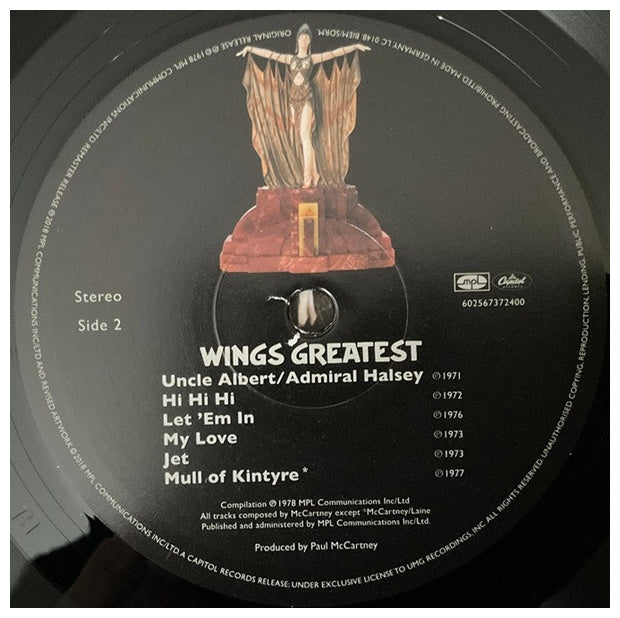 Stereo
Side 2
mpl Capitol
602567372400
WINGS GREATEST
Uncle Albert/Admiral Halsey ℗1971
Hi Hi Hi ℗1972
Let 'Em In ℗1976
My Love ℗1973
Jet ℗1973
Mull of Kintyre* ℗1977
Compilation ℗ 1978 MPL Communications Inc/Ltd
All tracks composed by McCartney except *McCartney/Laine
Published and administered by MPL Communications Inc/Ltd.
Produced by Paul McCartney
ORIGINAL RELEASE ℗©1978 MPL COMMUNICATIONS INC/LTD REMASTER RELEASE ℗2018 MPL COMMUNICATIONS INC/LTD AND REVISED ARTWORK ©2018 MPL COMMUNICATIONS INC/LTD. A CAPITOL RECORDS RELEASE; UNDER EXCLUSIVE LICENSE TO UMG RECORDINGS, INC. ALL RIGHTS RESERVED. UNAUTHORISED COPYING, REPRODUCTION, LENDING, PUBLIC PERFORMANCE AND BROADCASTING PROHIBITED. MADE IN GERMANY. LC 0148 BIEM/SDRM.